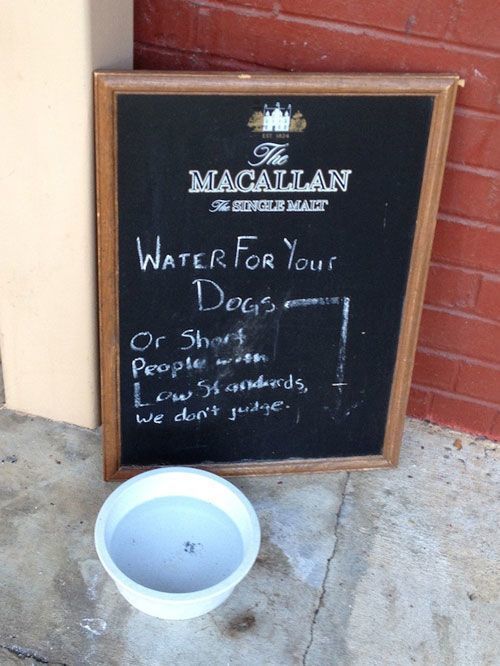 EST 1824
The
MACALLAN
The SINGLE MALT
WATER FOR Your
DOGS
Or Short
People with
Low Standards,
we don't judge.